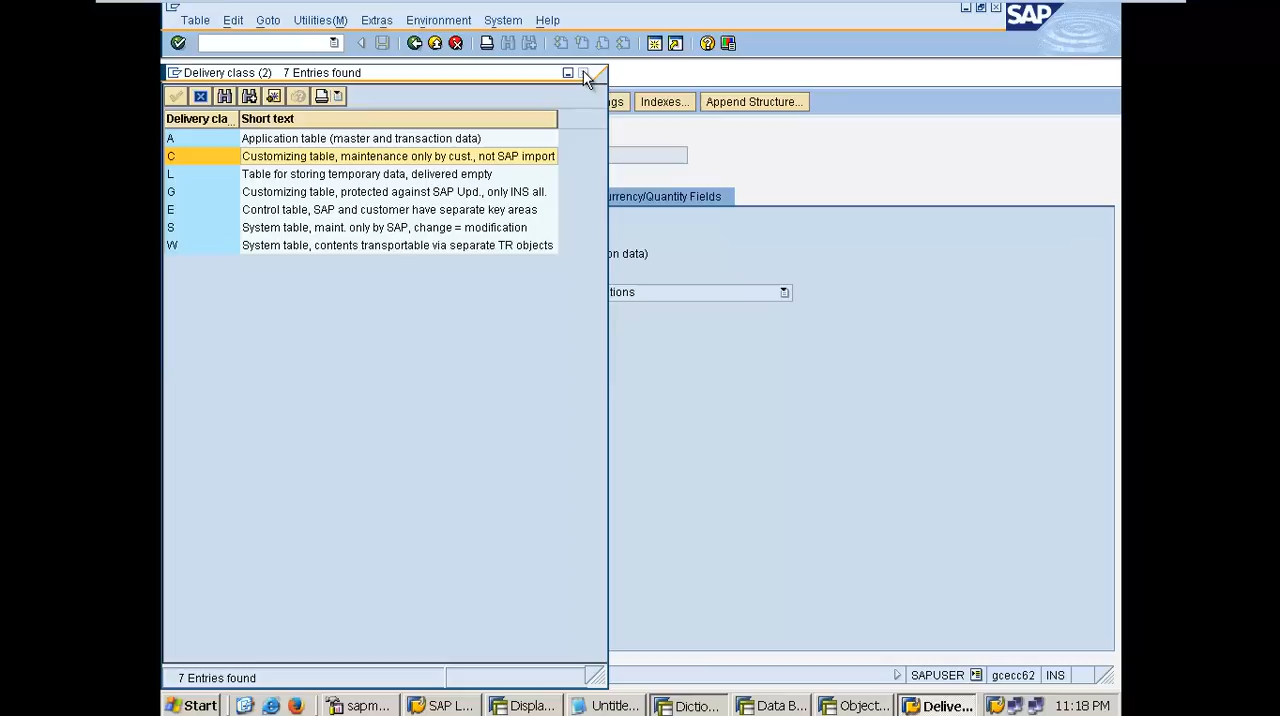 Table Edit Goto Utilities(M) Extras Environment System Help
SAP
Delivery class (2) 7 Entries found
gs Indexes... Append Structure...
Delivery cla... Short text
A Application table (master and transaction data)
C Customizing table, maintenance only by cust., not SAP import
L Table for storing temporary data, delivered empty
G Customizing table, protected against SAP Upd., only INS all.
E Control table, SAP and customer have separate key areas
S System table, maint. only by SAP, change = modification
W System table, contents transportable via separate TR objects
urrency/Quantity Fields
on data)
tions
7 Entries found
SAPUSER gcecc62 INS
Start sapm... SAP L... Displa... Untitle... Dictio... Data B... Object... Delive... 11:18 PM